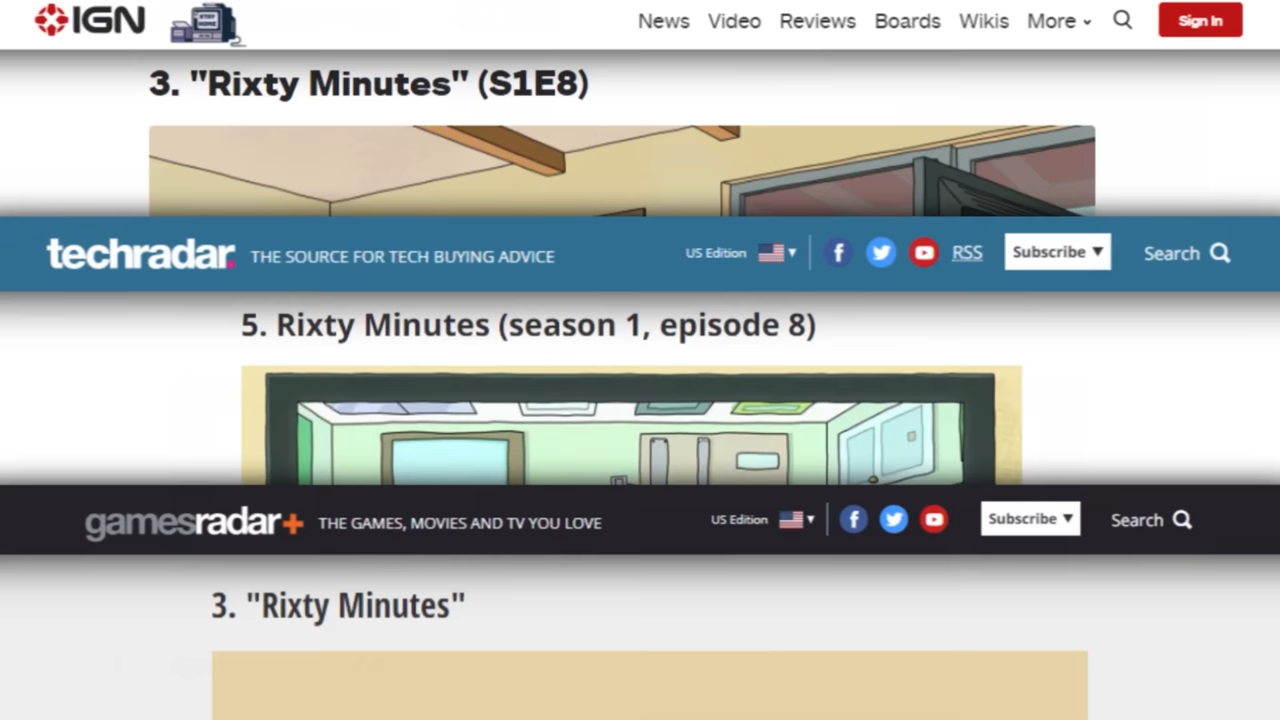 IGN
News Video Reviews Boards Wikis More Sign In
3. "Rixty Minutes" (S1E8)
techradar. THE SOURCE FOR TECH BUYING ADVICE US Edition RSS Subscribe Search
5. Rixty Minutes (season 1, episode 8)
gamesradar+ THE GAMES, MOVIES AND TV YOU LOVE US Edition Subscribe Search
3. "Rixty Minutes"